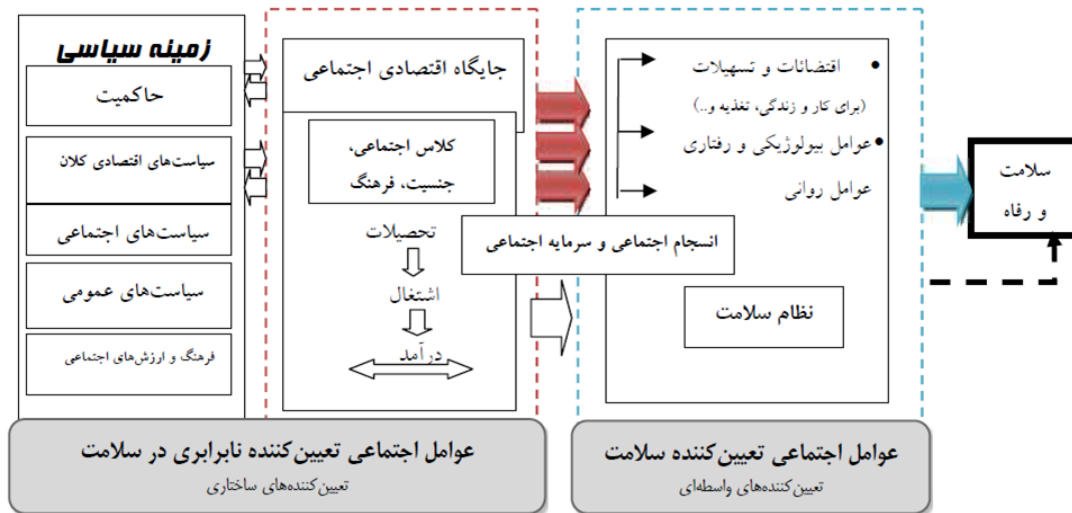 زمینه سیاسی
حاکمیت
سیاست‌های اقتصادی کلان
سیاست‌های اجتماعی
سیاست‌های عمومی
فرهنگ و ارزش‌های اجتماعی
جایگاه اقتصادی اجتماعی
کلاس اجتماعی،
جنسیت، فرهنگ
تحصیلات
اشتغال
درآمد
انسجام اجتماعی و سرمایه اجتماعی
• اقتضائات و تسهیلات
(برای کار و زندگی، تغذیه و..)
• عوامل بیولوژیکی و رفتاری
عوامل روانی
نظام سلامت
سلامت
و رفاه
عوامل اجتماعی تعیین‌کننده نابرابری در سلامت
تعیین‌کننده‌های ساختاری
عوامل اجتماعی تعیین‌کننده سلامت
تعیین‌کننده‌های واسطه‌ای